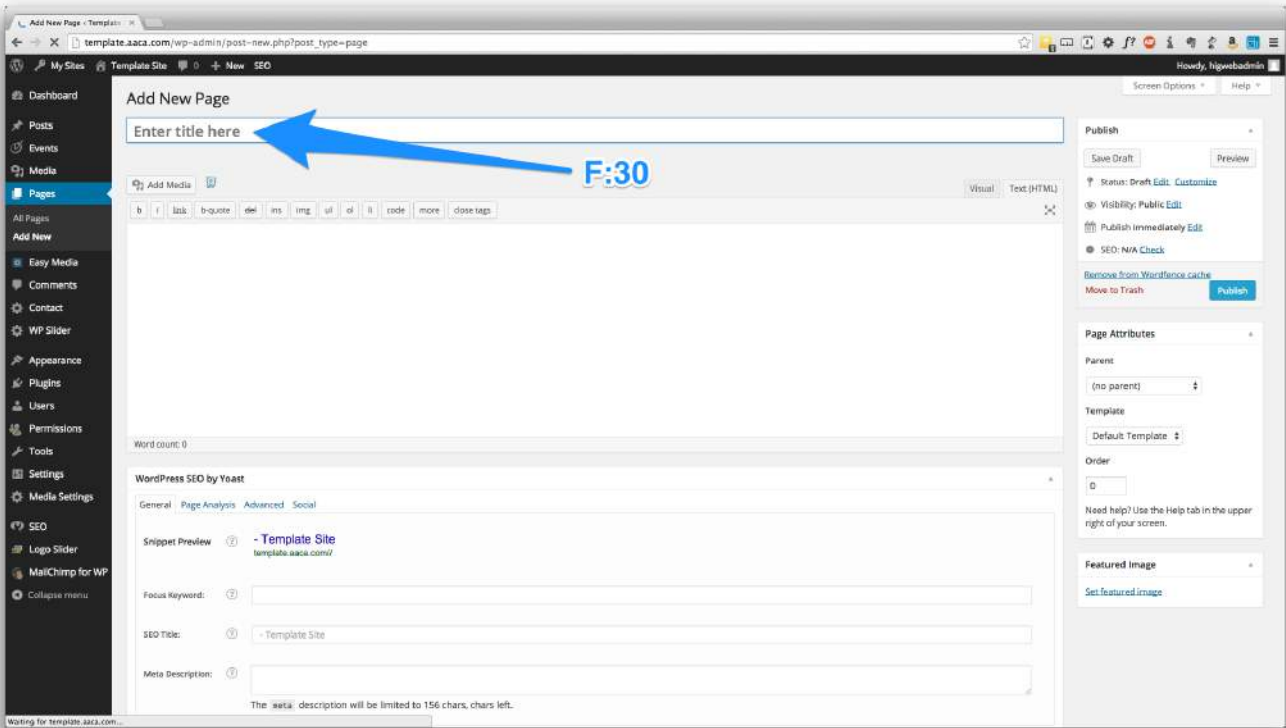 Add New Page ‹ Templat
template.aaca.com/wp-admin/post-new.php?post_type=page
My Sites Template Site 0 + New SEO
Howdy, higwebadmin
Screen Options Help
Dashboard
Posts
Events
Media
Pages
All Pages
Add New
Easy Media
Comments
Contact
WP Slider
Appearance
Plugins
Users
Permissions
Tools
Settings
Media Settings
SEO
Logo Slider
MailChimp for WP
Collapse menu
Add New Page
Enter title here
F:30
Add Media
Visual Text (HTML)
b i link b-quote del ins img ul ol li code more close tags
Word count: 0
WordPress SEO by Yoast
General Page Analysis Advanced Social
Snippet Preview (?) - Template Site
template.aaca.com//
Focus Keyword: (?)
SEO Title: (?) - Template Site
Meta Description: (?)
The meta description will be limited to 156 chars, chars left.
Publish
Save Draft Preview
Status: Draft Edit Customize
Visibility: Public Edit
Publish immediately Edit
SEO: N/A Check
Remove from Wordfence cache
Move to Trash Publish
Page Attributes
Parent
(no parent)
Template
Default Template
Order
0
Need help? Use the Help tab in the upper
right of your screen.
Featured Image
Set featured image
Waiting for template.aaca.com...